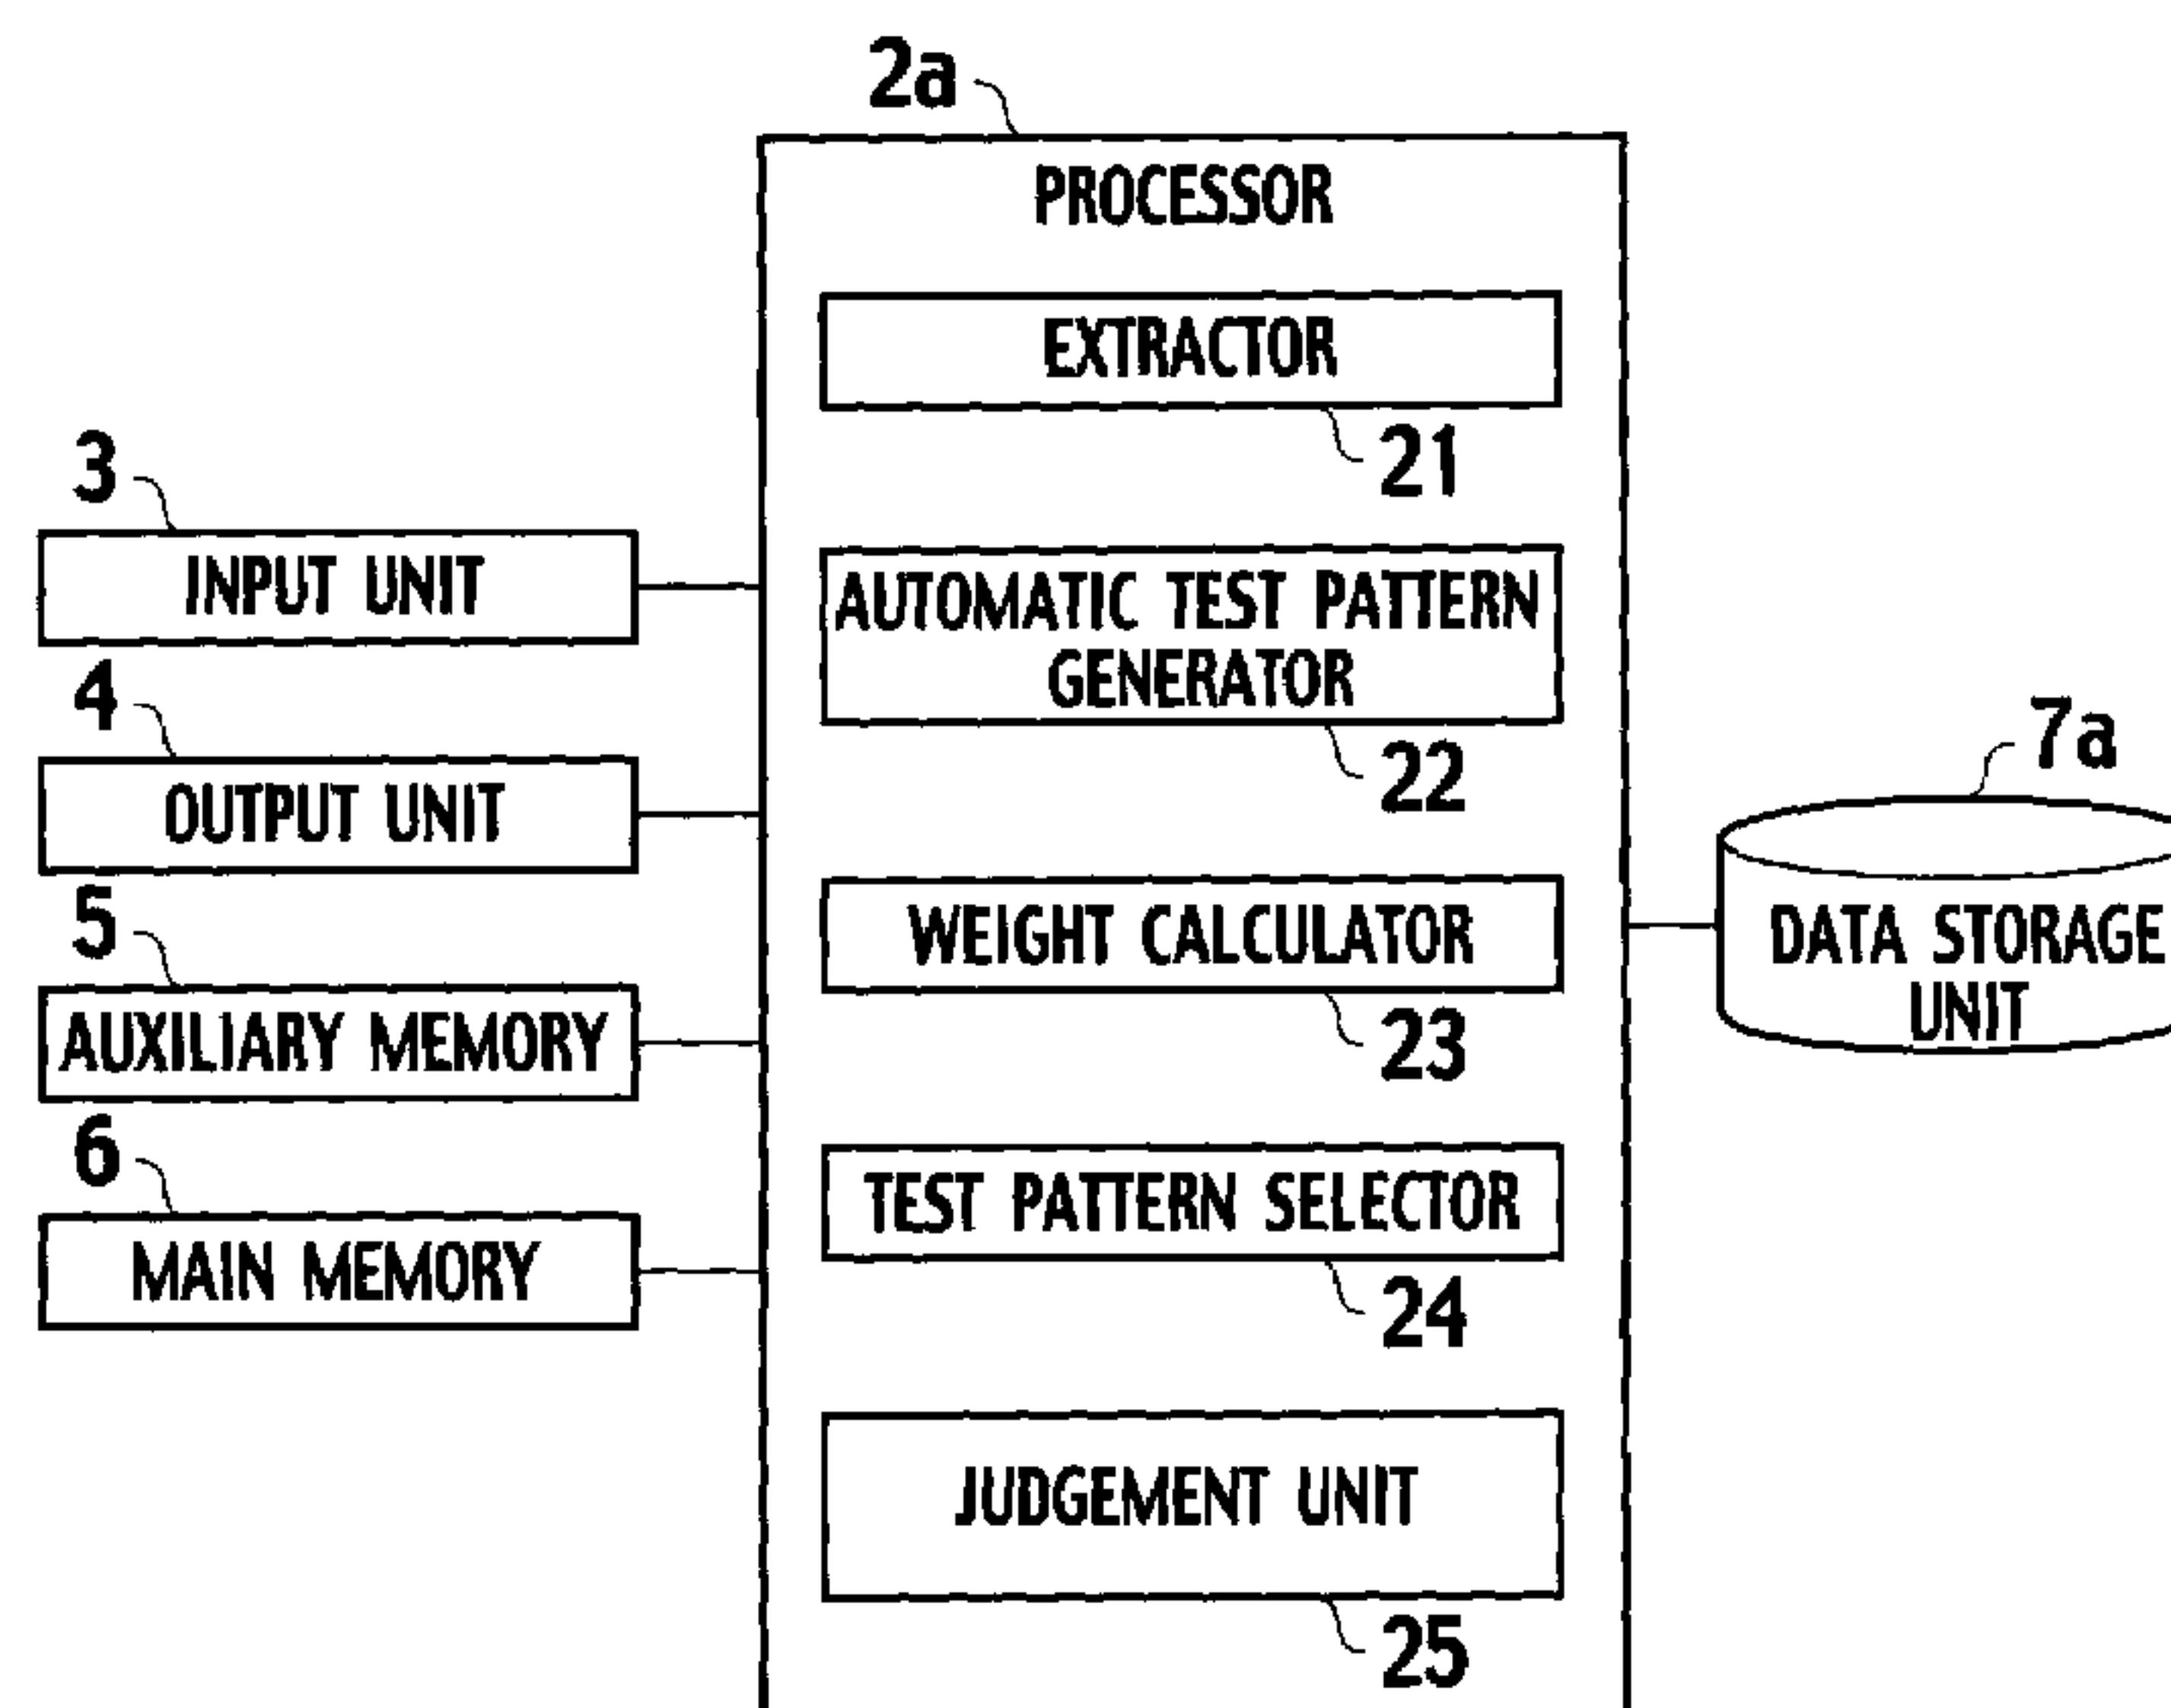 2a
PROCESSOR
EXTRACTOR
21
3
INPUT UNIT
AUTOMATIC TEST PATTERN
GENERATOR
22
4
OUTPUT UNIT
7a
DATA STORAGE
UNIT
5
AUXILIARY MEMORY
WEIGHT CALCULATOR
23
6
MAIN MEMORY
TEST PATTERN SELECTOR
24
JUDGEMENT UNIT
25